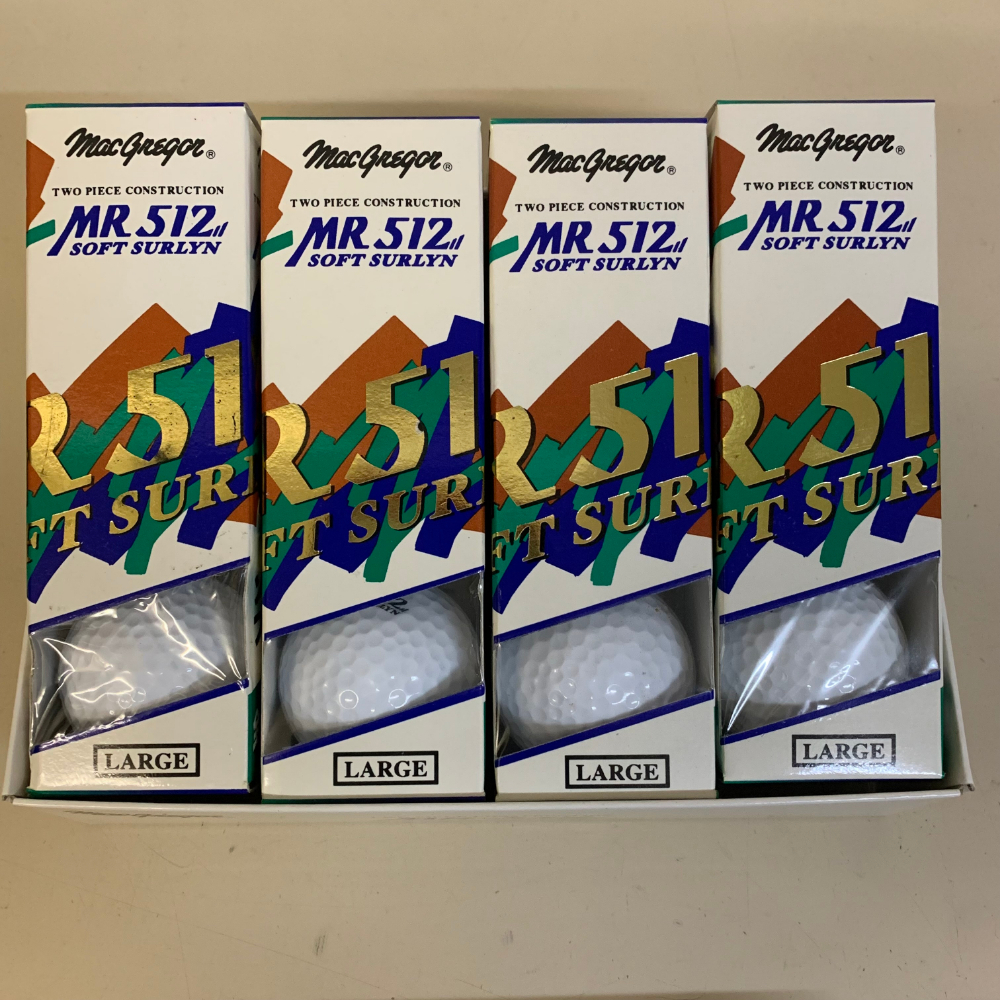 MacGregor®
TWO PIECE CONSTRUCTION
MR 512
SOFT SURLYN
R 51
FT SUR
LARGE
MacGregor®
TWO PIECE CONSTRUCTION
MR 512
SOFT SURLYN
R 51
FT SUR
LARGE
MacGregor®
TWO PIECE CONSTRUCTION
MR 512
SOFT SURLYN
R 51
FT SUR
LARGE
MacGregor®
TWO PIECE CONSTRUCTION
MR 512
SOFT SURLYN
R 51
FT SUR
LARGE